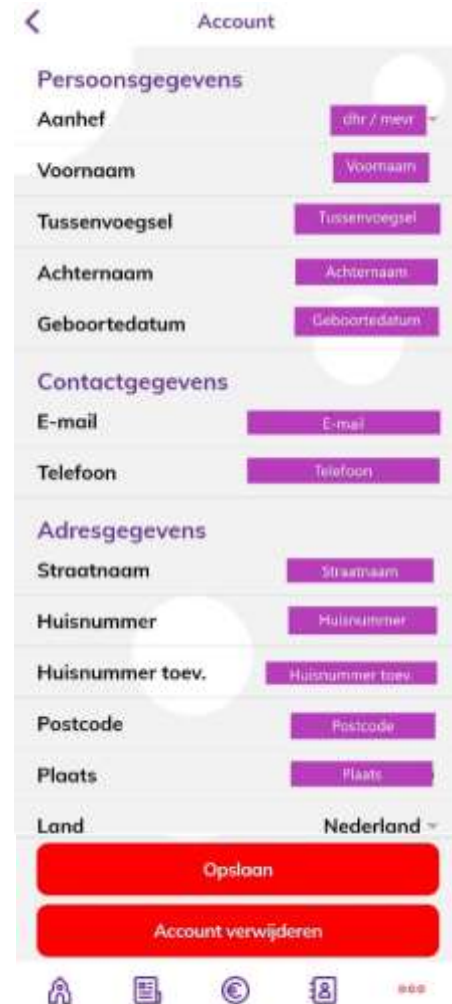 Account
Persoonsgegevens
Aanhef dhr / mevr
Voornaam Voornaam
Tussenvoegsel Tussenvoegsel
Achternaam Achternaam
Geboortedatum Geboortedatum
Contactgegevens
E-mail E-mail
Telefoon Telefoon
Adresgegevens
Straatnaam Straatnaam
Huisnummer Huisnummer
Huisnummer toev. Huisnummer toev.
Postcode Postcode
Plaats Plaats
Land Nederland
Opslaan
Account verwijderen